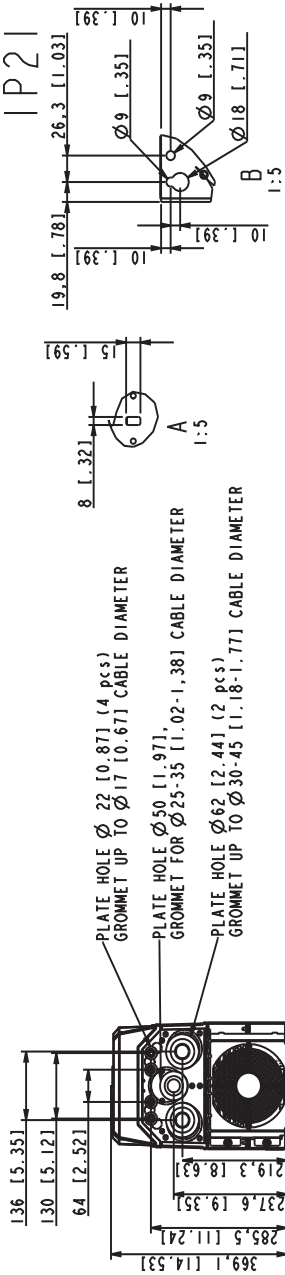 IP21
136 [5.35]
130 [5.12]
64 [2.52]
219,3 [8.63]
237,6 [9.35]
285,5 [11.24]
369,1 [14.53]
PLATE HOLE Ø 22 [0.87] (4 pcs)
GROMMET UP TO Ø17 [0.67] CABLE DIAMETER
PLATE HOLE Ø50 [1.97],
GROMMET FOR Ø25-35 [1.02-1,38] CABLE DIAMETER
PLATE HOLE Ø62 [2.44] (2 pcs)
GROMMET UP TO Ø30-45 [1.18-1.77] CABLE DIAMETER
8 [.32]
15 [.59]
A
1:5
19,8 [.78]
26,3 [1.03]
10 [.39]
10 [.39]
10 [.39]
Ø9 [.35]
Ø9 [.35]
Ø18 [.71]
B
1:5